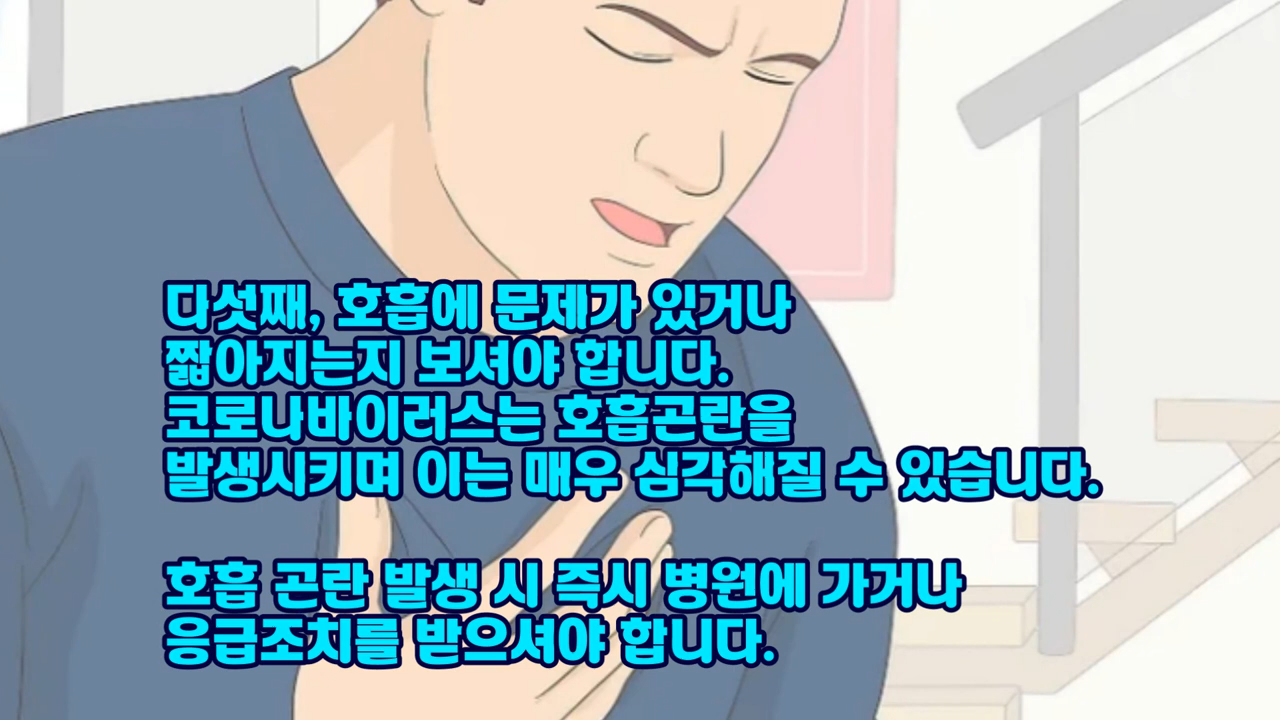 다섯째, 호흡에 문제가 있거나
짧아지는지 보셔야 합니다.
코로나바이러스는 호흡곤란을
발생시키며 이는 매우 심각해질 수 있습니다.
호흡 곤란 발생 시 즉시 병원에 가거나
응급조치를 받으셔야 합니다.